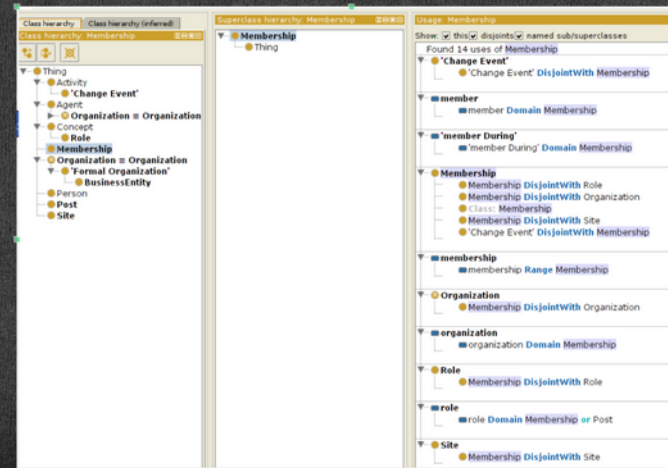 Class hierarchy
Class hierarchy (inferred)
Class hierarchy: Membership
Thing
Activity
'Change Event'
Agent
Organization ≡ Organization
Concept
Role
Membership
Organization ≡ Organization
'Formal Organization'
BusinessEntity
Person
Post
Site
Superclass hierarchy: Membership
Membership
Thing
Usage: Membership
Show: this disjoints named sub/superclasses
Found 14 uses of Membership
'Change Event'
'Change Event' DisjointWith Membership
member
member Domain Membership
'member During'
'member During' Domain Membership
Membership
Membership DisjointWith Role
Membership DisjointWith Organization
Class: Membership
Membership DisjointWith Site
'Change Event' DisjointWith Membership
membership
membership Range Membership
Organization
Membership DisjointWith Organization
organization
organization Domain Membership
Role
Membership DisjointWith Role
role
role Domain Membership or Post
Site
Membership DisjointWith Site